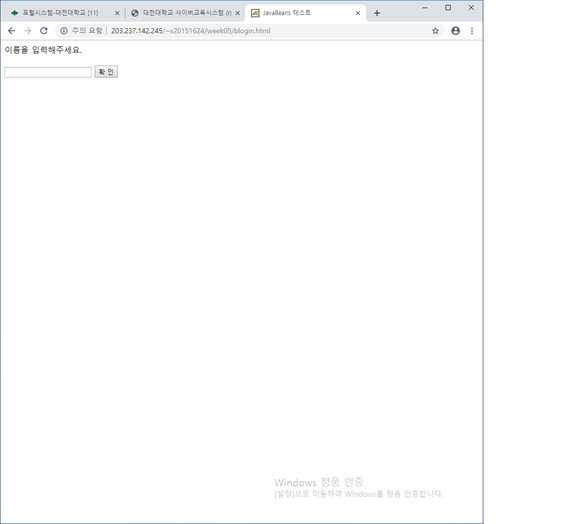 포털시스템-대전대학교 [11]
대전대학교 사이버교육시스템 (r)
JavaBeans 테스트
주의 요함 | 203.237.142.245/~s20151624/week05/blogin.html
이름을 입력해주세요.
확 인
Windows 정품 인증
[설정]으로 이동하여 Windows를 정품 인증합니다.